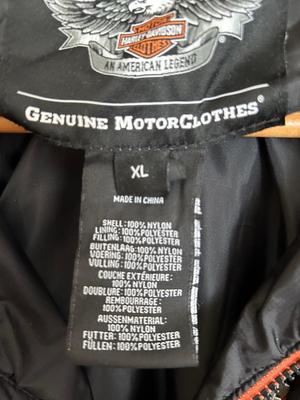 MOTOR
HARLEY-DAVIDSON
CLOTHES
AN AMERICAN LEGEND
GENUINE MOTORCLOTHES®
XL
MADE IN CHINA
SHELL: 100% NYLON
LINING: 100% POLYESTER
FILLING: 100% POLYESTER
BUITENLAAG: 100% NYLON
VOERING: 100% POLYESTER
VULLING: 100% POLYESTER
COUCHE EXTÉRIEURE:
100% NYLON
DOUBLURE: 100% POLYESTER
REMBOURRAGE:
100% POLYESTER
AUSSENMATERIAL:
100% NYLON
FUTTER: 100% POLYESTER
FÜLLEN: 100% POLYESTER